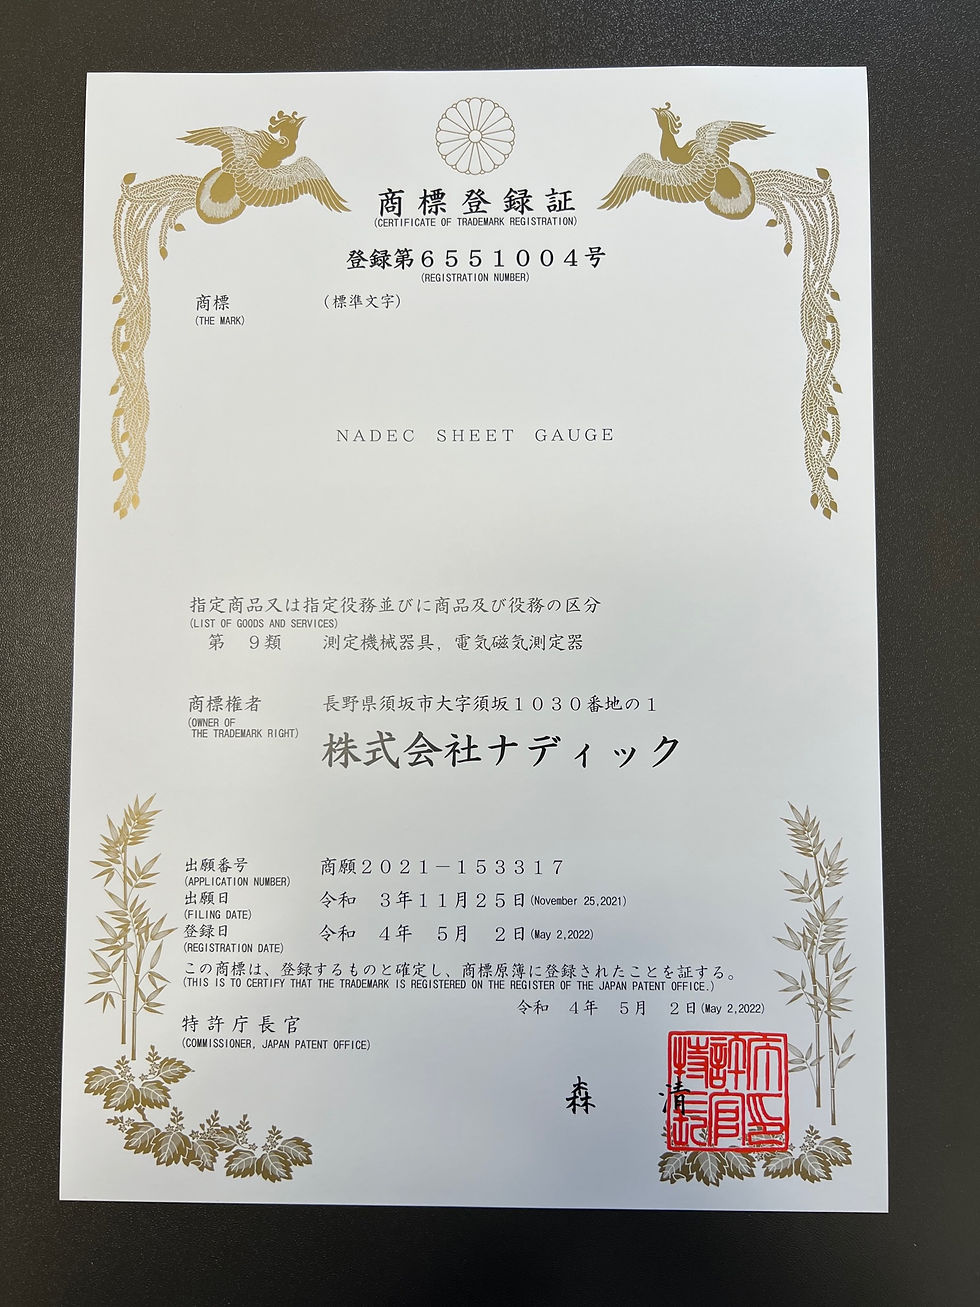 商標登録証
(CERTIFICATE OF TRADEMARK REGISTRATION)
登録第6551004号
(REGISTRATION NUMBER)
商標 (標準文字)
(THE MARK)
NADEC SHEET GAUGE
指定商品又は指定役務並びに商品及び役務の区分
(LIST OF GOODS AND SERVICES)
第 9類 測定機械器具,電気磁気測定器
商標権者 長野県須坂市大字須坂1030番地の1
(OWNER OF
THE TRADEMARK RIGHT)
株式会社ナディック
出願番号 商願2021-153317
(APPLICATION NUMBER)
出願日 令和 3年11月25日(November 25,2021)
(FILING DATE)
登録日 令和 4年 5月 2日(May 2,2022)
(REGISTRATION DATE)
この商標は、登録するものと確定し、商標原簿に登録されたことを証する。
(THIS IS TO CERTIFY THAT THE TRADEMARK IS REGISTERED ON THE REGISTER OF THE JAPAN PATENT OFFICE.)
令和 4年 5月 2日(May 2,2022)
特許庁長官
(COMMISSIONER, JAPAN PATENT OFFICE)
森 清